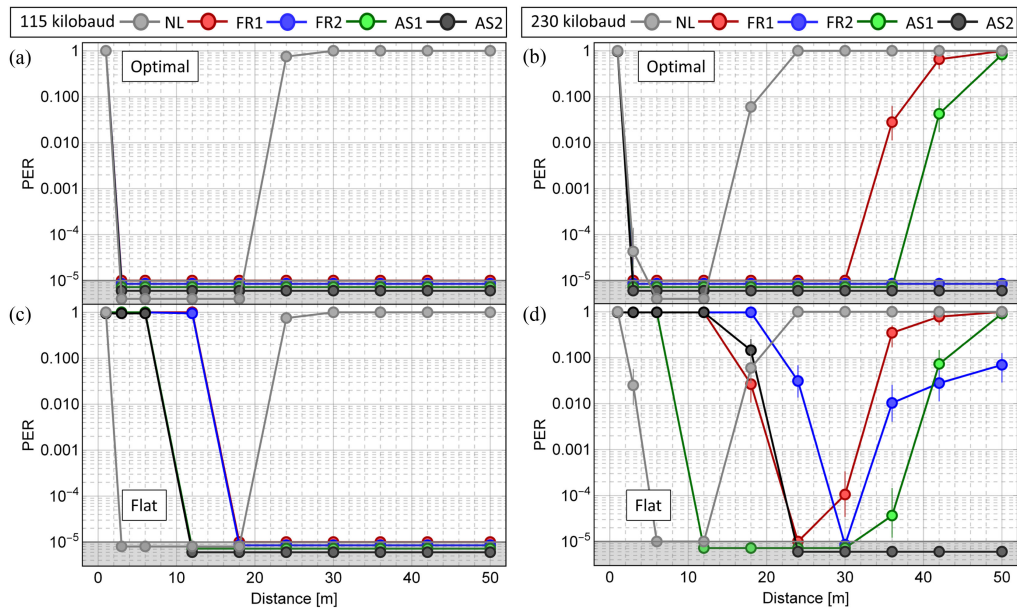 115 kilobaud NL FR1 FR2 AS1 AS2
230 kilobaud NL FR1 FR2 AS1 AS2
(a)
Optimal
1
0.100
0.010
0.001
10⁻⁴
10⁻⁵
PER
(b)
Optimal
1
0.100
0.010
0.001
10⁻⁴
10⁻⁵
PER
(c)
Flat
1
0.100
0.010
0.001
10⁻⁴
10⁻⁵
PER
0 10 20 30 40 50
Distance [m]
(d)
Flat
1
0.100
0.010
0.001
10⁻⁴
10⁻⁵
PER
0 10 20 30 40 50
Distance [m]